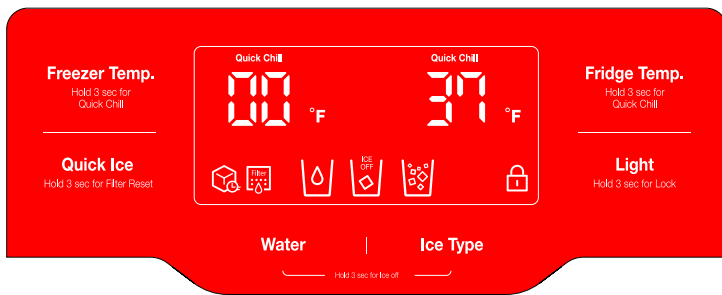 Freezer Temp.
Hold 3 sec for
Quick Chill
Quick Ice
Hold 3 sec for Filter Reset
Quick Chill
00 °F
Quick Chill
37 °F
Filter
ICE
OFF
Fridge Temp.
Hold 3 sec for
Quick Chill
Light
Hold 3 sec for Lock
Water
Ice Type
Hold 3 sec for Ice off